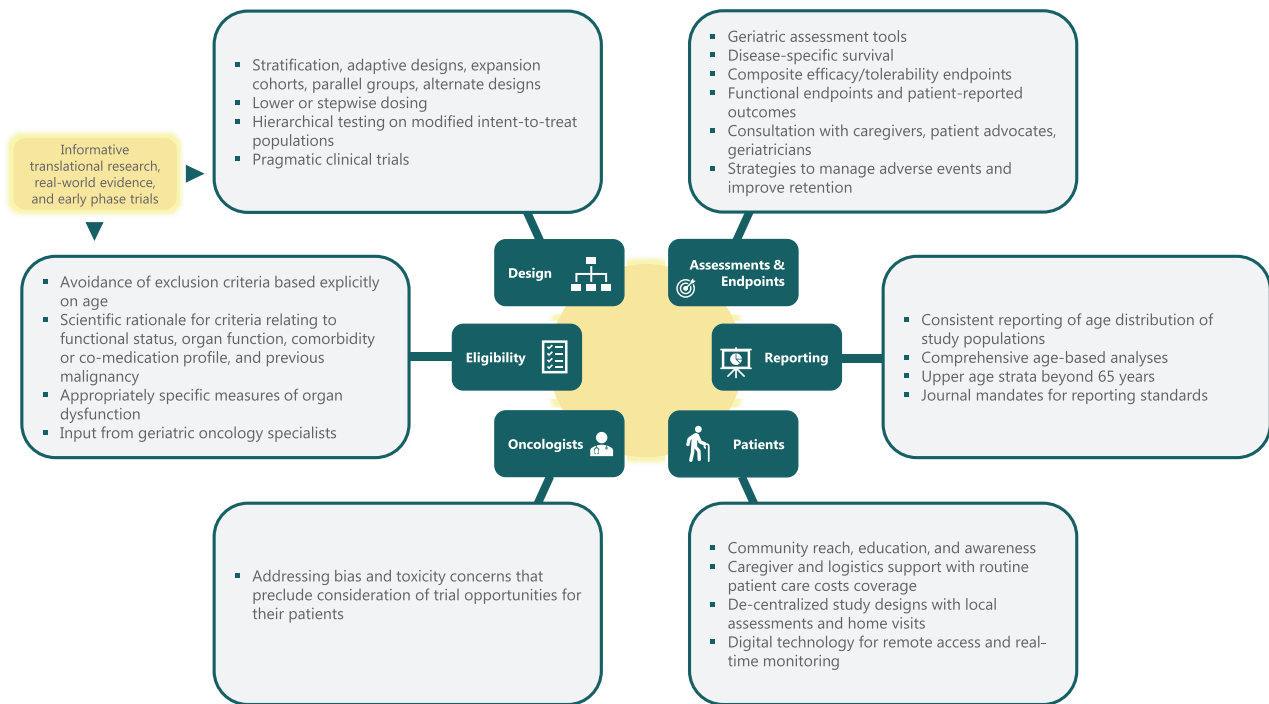 Informative
translational research,
real-world evidence,
and early phase trials
▪ Stratification, adaptive designs, expansion
cohorts, parallel groups, alternate designs
▪ Lower or stepwise dosing
▪ Hierarchical testing on modified intent-to-treat
populations
▪ Pragmatic clinical trials
▪ Geriatric assessment tools
▪ Disease-specific survival
▪ Composite efficacy/tolerability endpoints
▪ Functional endpoints and patient-reported
outcomes
▪ Consultation with caregivers, patient advocates,
geriatricians
▪ Strategies to manage adverse events and
improve retention
Design
Assessments &
Endpoints
▪ Avoidance of exclusion criteria based explicitly
on age
▪ Scientific rationale for criteria relating to
functional status, organ function, comorbidity
or co-medication profile, and previous
malignancy
▪ Appropriately specific measures of organ
dysfunction
▪ Input from geriatric oncology specialists
Eligibility
Reporting
▪ Consistent reporting of age distribution of
study populations
▪ Comprehensive age-based analyses
▪ Upper age strata beyond 65 years
▪ Journal mandates for reporting standards
Oncologists
Patients
▪ Addressing bias and toxicity concerns that
preclude consideration of trial opportunities for
their patients
▪ Community reach, education, and awareness
▪ Caregiver and logistics support with routine
patient care costs coverage
▪ De-centralized study designs with local
assessments and home visits
▪ Digital technology for remote access and real-
time monitoring